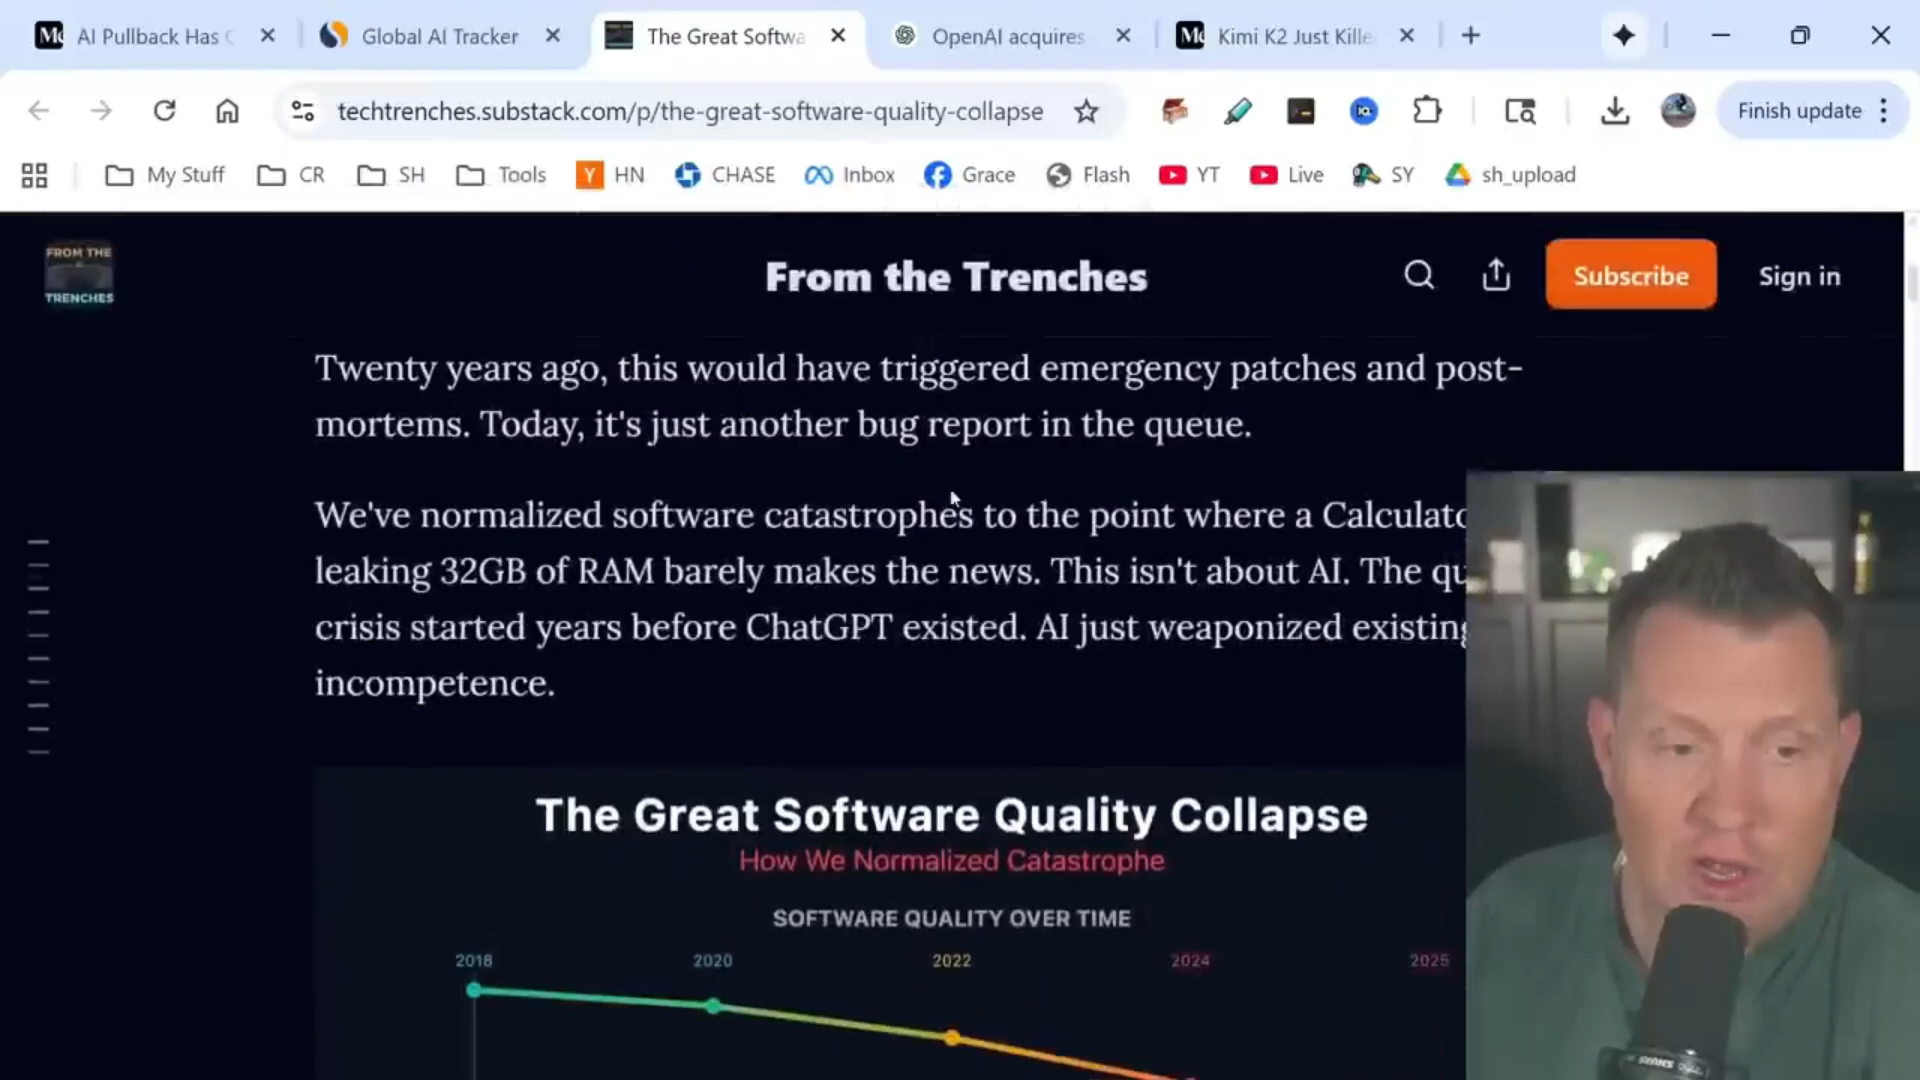 AI Pullback Has
Global AI Tracker
The Great Softwa
OpenAI acquires
Kimi K2 Just Kille
techtrenches.substack.com/p/the-great-software-quality-collapse
Finish update
My Stuff
CR
SH
Tools
HN
CHASE
Inbox
Grace
Flash
YT
Live
SY
sh_upload
FROM THE
TRENCHES
From the Trenches
Subscribe
Sign in
Twenty years ago, this would have triggered emergency patches and post-
mortems. Today, it's just another bug report in the queue.
We've normalized software catastrophes to the point where a Calculato
leaking 32GB of RAM barely makes the news. This isn't about AI. The qu
crisis started years before ChatGPT existed. AI just weaponized existing
incompetence.
The Great Software Quality Collapse
How We Normalized Catastrophe
SOFTWARE QUALITY OVER TIME
2018 2020 2022 2024 2025